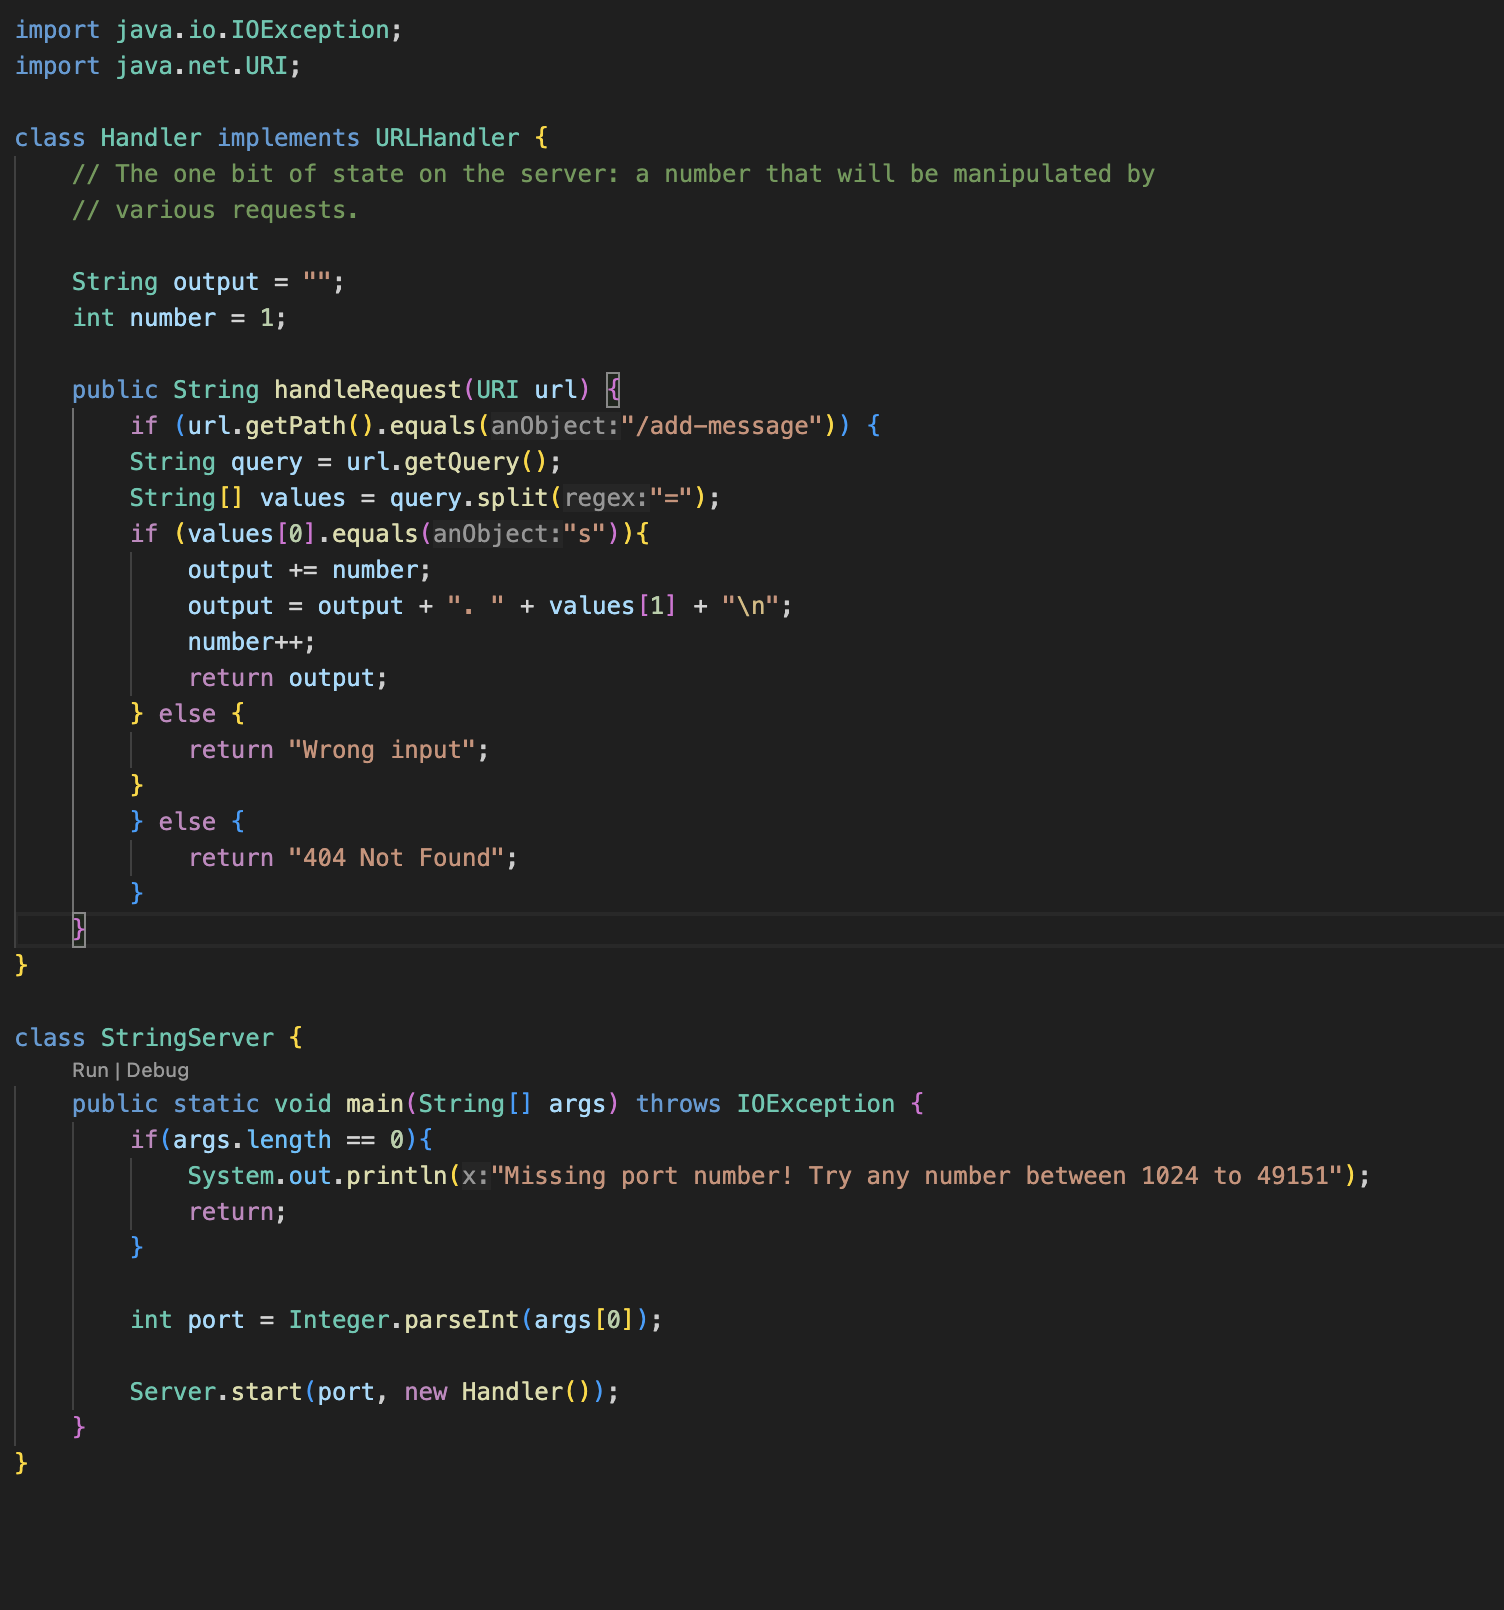 import java.io.IOException;
import java.net.URI;

class Handler implements URLHandler {
    // The one bit of state on the server: a number that will be manipulated by
    // various requests.

    String output = "";
    int number = 1;

    public String handleRequest(URI url) {
        if (url.getPath().equals(anObject:"/add-message")) {
        String query = url.getQuery();
        String[] values = query.split(regex:"=");
        if (values[0].equals(anObject:"s")){
            output += number;
            output = output + ". " + values[1] + "\n";
            number++;
            return output;
        } else {
            return "Wrong input";
        }
        } else {
            return "404 Not Found";
        }
    }
}

class StringServer {
    Run | Debug
    public static void main(String[] args) throws IOException {
        if(args.length == 0){
            System.out.println(x:"Missing port number! Try any number between 1024 to 49151");
            return;
        }

        int port = Integer.parseInt(args[0]);

        Server.start(port, new Handler());
    }
}